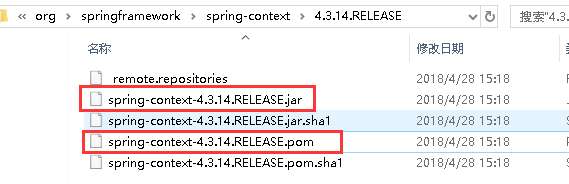 « org > springframework > spring-context > 4.3.14.RELEASE
搜索"4.3
名称 修改日期
_remote.repositories 2018/4/28 15:18
spring-context-4.3.14.RELEASE.jar 2018/4/28 15:18
spring-context-4.3.14.RELEASE.jar.sha1 2018/4/28 15:18
spring-context-4.3.14.RELEASE.pom 2018/4/28 15:18
spring-context-4.3.14.RELEASE.pom.sha1 2018/4/28 15:18